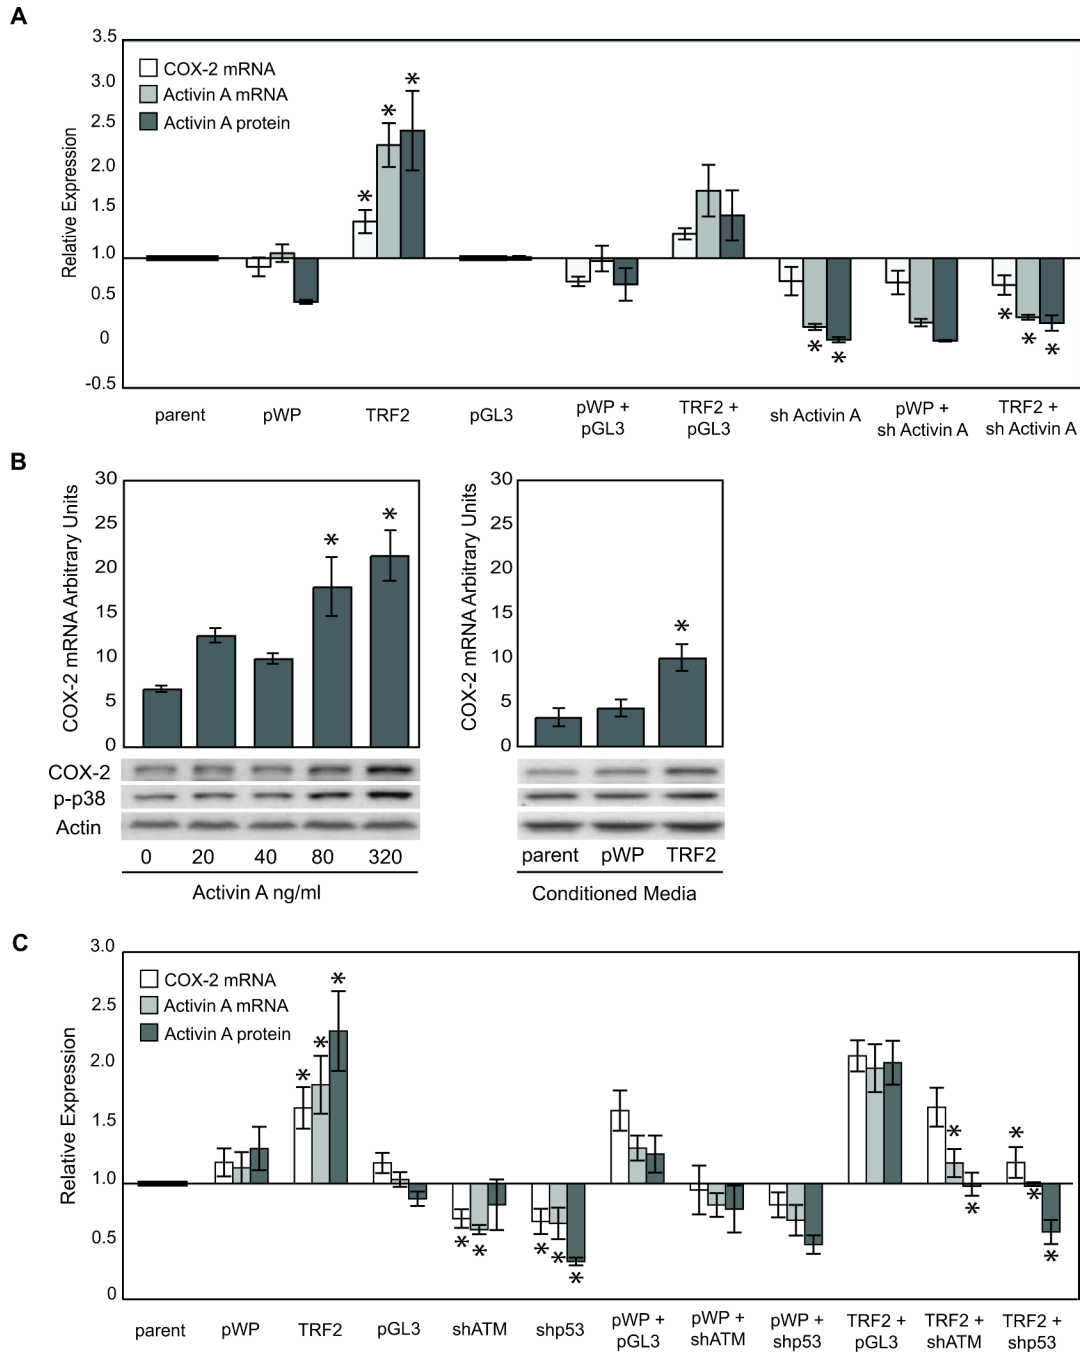 A
3.5
3.0
2.5
2.0
1.5
1.0
0.5
0
-0.5
Relative Expression
COX-2 mRNA
Activin A mRNA
Activin A protein
* * *
* * * * *
parent pWP TRF2 pGL3 pWP + pGL3 TRF2 + pGL3 sh Activin A pWP + sh Activin A TRF2 + sh Activin A
B
30
25
20
15
10
5
0
COX-2 mRNA Arbitrary Units
* *
COX-2
p-p38
Actin
0 20 40 80 320
Activin A ng/ml
30
25
20
15
10
5
0
COX-2 mRNA Arbitrary Units
*
parent pWP TRF2
Conditioned Media
C
3.0
2.5
2.0
1.5
1.0
0.5
0
Relative Expression
COX-2 mRNA
Activin A mRNA
Activin A protein
* * *
* * * * *
* * * * *
parent pWP TRF2 pGL3 shATM shp53 pWP + pGL3 pWP + shATM pWP + shp53 TRF2 + pGL3 TRF2 + shATM TRF2 + shp53